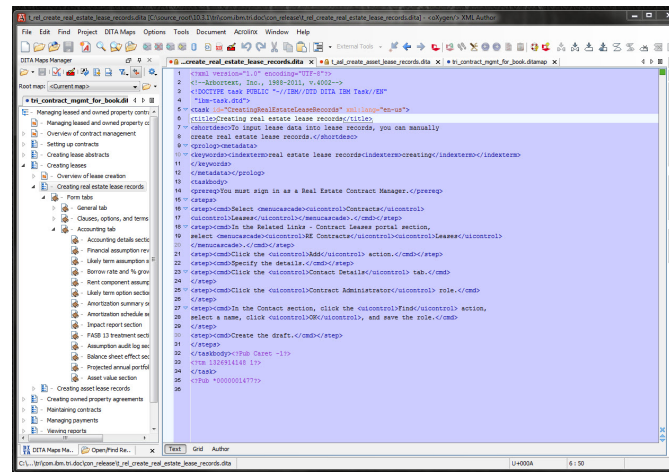 t_rel_create_real_estate_lease_records.dita [C:\source_root\10.3.1\tri\com.ibm.tri.doc\con_release\t_rel_create_real_estate_lease_records.dita] - <oXygen/> XML Author
File Edit Find Project DITA Maps Options Tools Document Acrolinx Window Help
External Tools
DITA Maps Manager
Root map: <Current map>
tri_contract_mgmt_for_book.dit
Managing leased and owned property contr
Managing leased and owned property co
Overview of contract management
Setting up contracts
Creating lease abstracts
Creating leases
Overview of lease creation
Creating real estate lease records
Form tabs
General tab
Clauses, options, and terms
Accounting tab
Accounting details secti
Financial assumption rev
Likely term assumption s
Borrow rate and % grow
Rent component assump
Likely term option section
Amortization summary se
Amortization schedule se
Impact report section
FASB 13 treatment secti
Assumption audit log sec
Balance sheet effect sec
Projected annual portfol
Asset value section
Creating asset lease records
Creating owned property agreements
Maintaining contracts
Managing payments
Viewing reports
DITA Maps Ma... Open/Find Re...
..create_real_estate_lease_records.dita t_asl_create_asset_lease_records.dita tri_contract_mgmt_for_book.ditamap
1 <?xml version="1.0" encoding="UTF-8"?>
2 <!--Arbortext, Inc., 1988-2011, v.4002-->
3 <!DOCTYPE task PUBLIC "-//IBM//DTD DITA IBM Task//EN"
4 "ibm-task.dtd">
5 <task id="CreatingRealEstateLeaseRecords" xml:lang="en-us">
6 <title>Creating real estate lease records</title>
7 <shortdesc>To input lease data into lease records, you can manually
8 create real estate lease records.</shortdesc>
9 <prolog><metadata>
10 <keywords><indexterm>real estate lease records<indexterm>creating</indexterm></indexterm>
11 </keywords>
12 </metadata></prolog>
13 <taskbody>
14 <prereq>You must sign in as a Real Estate Contract Manager.</prereq>
15 <steps>
16 <step><cmd>Select <menucascade><uicontrol>Contracts</uicontrol>
17 <uicontrol>Leases</uicontrol></menucascade>.</cmd></step>
18 <step><cmd>In the Related Links - Contract Leases portal section,
19 select <menucascade><uicontrol>RE Contracts</uicontrol><uicontrol>Leases</uicontrol>
20 </menucascade>.</cmd></step>
21 <step><cmd>Click the <uicontrol>Add</uicontrol> action.</cmd></step>
22 <step><cmd>Specify the details.</cmd></step>
23 <step><cmd>Click the <uicontrol>Contact Details</uicontrol> tab.</cmd>
24 </step>
25 <step><cmd>Click the <uicontrol>Contract Administrator</uicontrol> role.</cmd>
26 </step>
27 <step><cmd>In the Contact section, click the <uicontrol>Find</uicontrol> action,
28 select a name, click <uicontrol>OK</uicontrol>, and save the role.</cmd>
29 </step>
30 <step><cmd>Create the draft.</cmd></step>
31 </steps>
32 </taskbody><?Pub Caret -1?>
33 <?tm 1326914148 1?>
34 </task>
35 <?Pub *0000001477?>
36
Text Grid Author
C:\...\tri\com.ibm.tri.doc\con_release\t_rel_create_real_estate_lease_records.dita U+000A 6 : 50